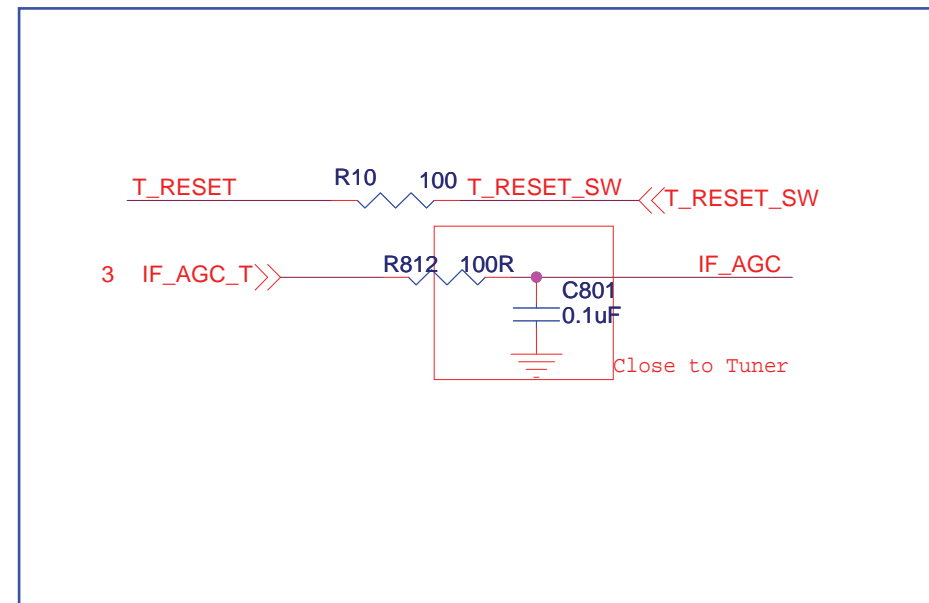 R10 100
T_RESET T_RESET_SW T_RESET_SW
3 IF_AGC_T R812 100R IF_AGC
C801
0.1uF
Close to Tuner